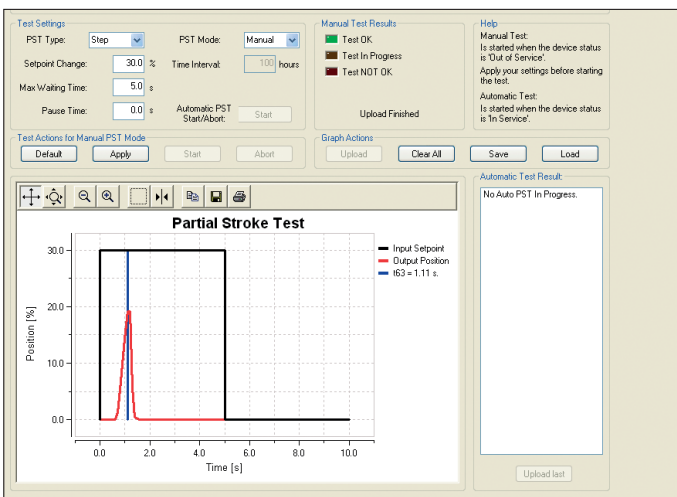 Test Settings
PST Type: Step PST Mode: Manual
Setpoint Change: 30.0 % Time Interval: 100 hours
Max Waiting Time: 5.0 s
Pause Time: 0.0 s Automatic PST Start/Abort: Start
Manual Test Results
Test OK
Test In Progress
Test NOT OK
Upload Finished
Help
Manual Test:
Is started when the device status
is 'Out of Service'.
Apply your settings before starting
the test.
Automatic Test:
Is started when the device status
is 'In Service'.
Test Actions for Manual PST Mode
Default Apply Start Abort
Graph Actions
Upload Clear All Save Load
Partial Stroke Test
Position [%]
30.0
20.0
10.0
0.0
0.0 2.0 4.0 6.0 8.0 10.0
Time [s]
Input Setpoint
Output Position
t63 = 1.11 s.
Automatic Test Result:
No Auto PST In Progress.
Upload last